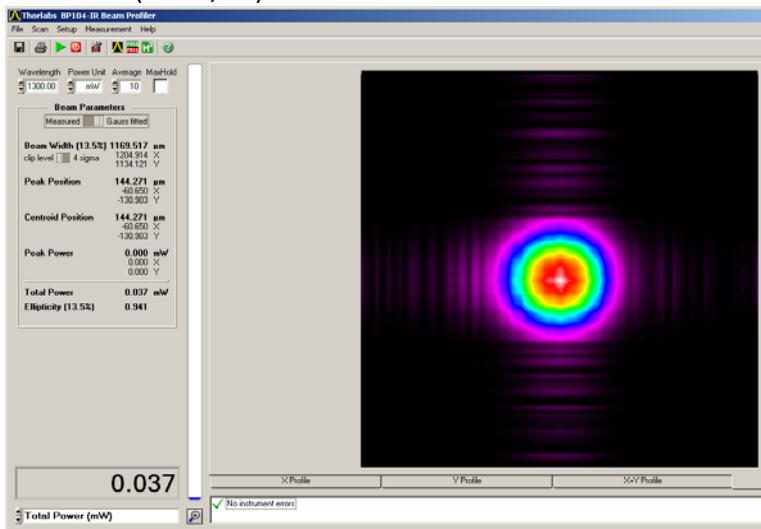 Thorlabs BP104-IR Beam Profiler
File Scan Setup Measurement Help
Wavelength Power Unit Average MaxHold
1300.00 mW 10
Beam Parameters
Measured Gauss fitted
Beam Width (13.5%) 1169.517 µm
clip level 4 sigma 1204.914 X
1134.121 Y
Peak Position 144.271 µm
-60.650 X
-130.903 Y
Centroid Position 144.271 µm
-60.650 X
-130.903 Y
Peak Power 0.000 mW
0.000 X
0.000 Y
Total Power 0.037 mW
Ellipticity (13.5%) 0.941
0.037
X Profile Y Profile X+Y Profile
No instrument errors
Total Power (mW)